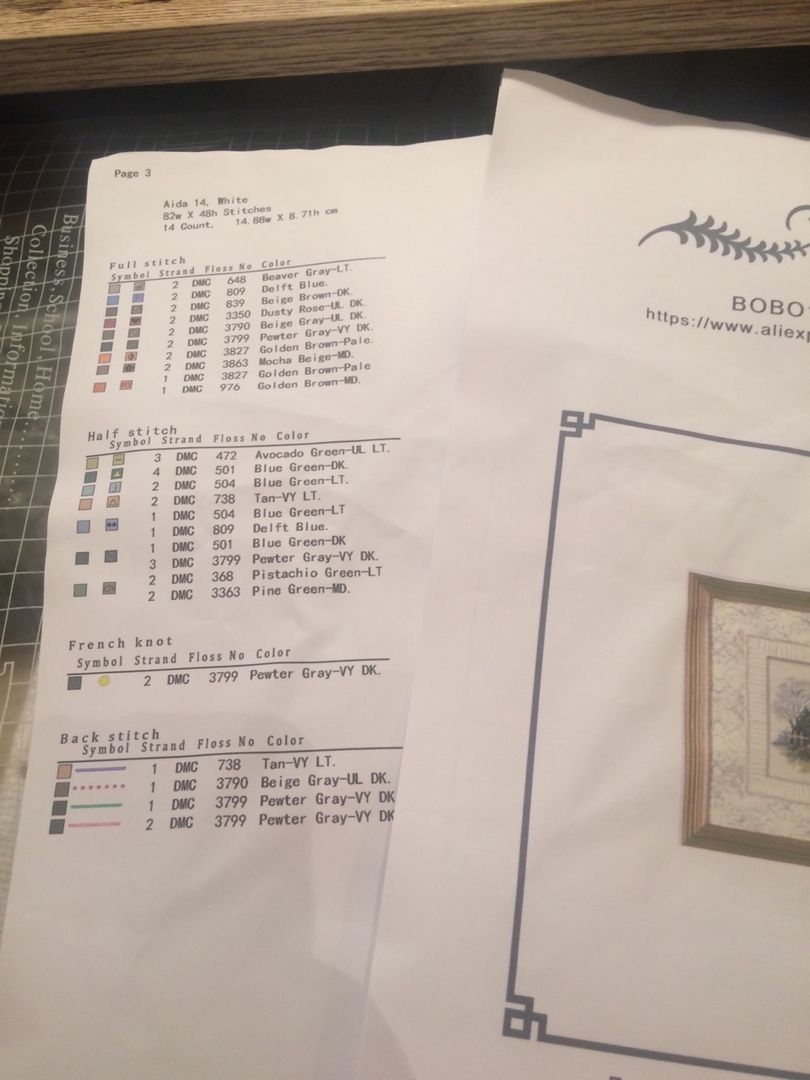 Page 3
Aida 14, White
82w X 48h Stitches
14 Count. 14.88w X 8.71h cm
Full stitch
Symbol Strand Floss No Color
2 DMC 648 Beaver Gray-LT.
2 DMC 809 Delft Blue.
2 DMC 839 Beige Brown-DK.
2 DMC 3350 Dusty Rose-UL DK.
2 DMC 3790 Beige Gray-UL DK.
2 DMC 3799 Pewter Gray-VY DK.
2 DMC 3827 Golden Brown-Pale.
2 DMC 3863 Mocha Beige-MD.
1 DMC 3827 Golden Brown-Pale
1 DMC 976 Golden Brown-MD.
Half stitch
Symbol Strand Floss No Color
3 DMC 472 Avocado Green-UL LT.
4 DMC 501 Blue Green-DK.
2 DMC 504 Blue Green-LT.
2 DMC 738 Tan-VY LT.
1 DMC 504 Blue Green-LT
1 DMC 809 Delft Blue.
1 DMC 501 Blue Green-DK
3 DMC 3799 Pewter Gray-VY DK.
2 DMC 368 Pistachio Green-LT
2 DMC 3363 Pine Green-MD.
French knot
Symbol Strand Floss No Color
2 DMC 3799 Pewter Gray-VY DK.
Back stitch
Symbol Strand Floss No Color
1 DMC 738 Tan-VY LT.
1 DMC 3790 Beige Gray-UL DK.
1 DMC 3799 Pewter Gray-VY DK
2 DMC 3799 Pewter Gray-VY DK
BOBO
https://www.aliexp
Business, School, Home
Collection, Information
Shopping